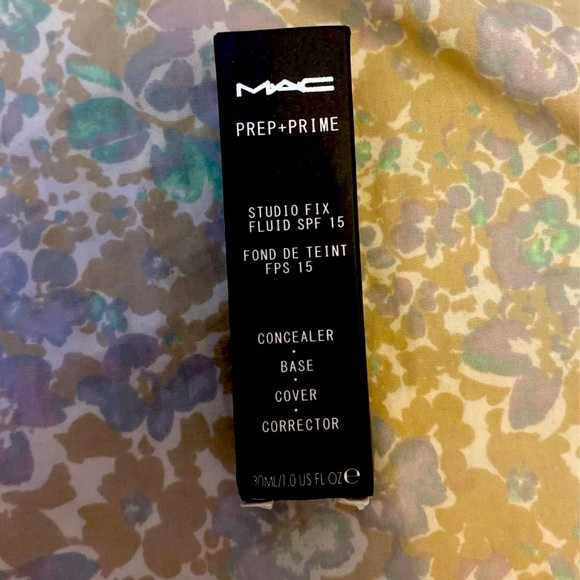 MAC
PREP+PRIME
STUDIO FIX
FLUID SPF 15
FOND DE TEINT
FPS 15
CONCEALER
·
BASE
·
COVER
·
CORRECTOR
30ML/1.0 US FL OZ℮